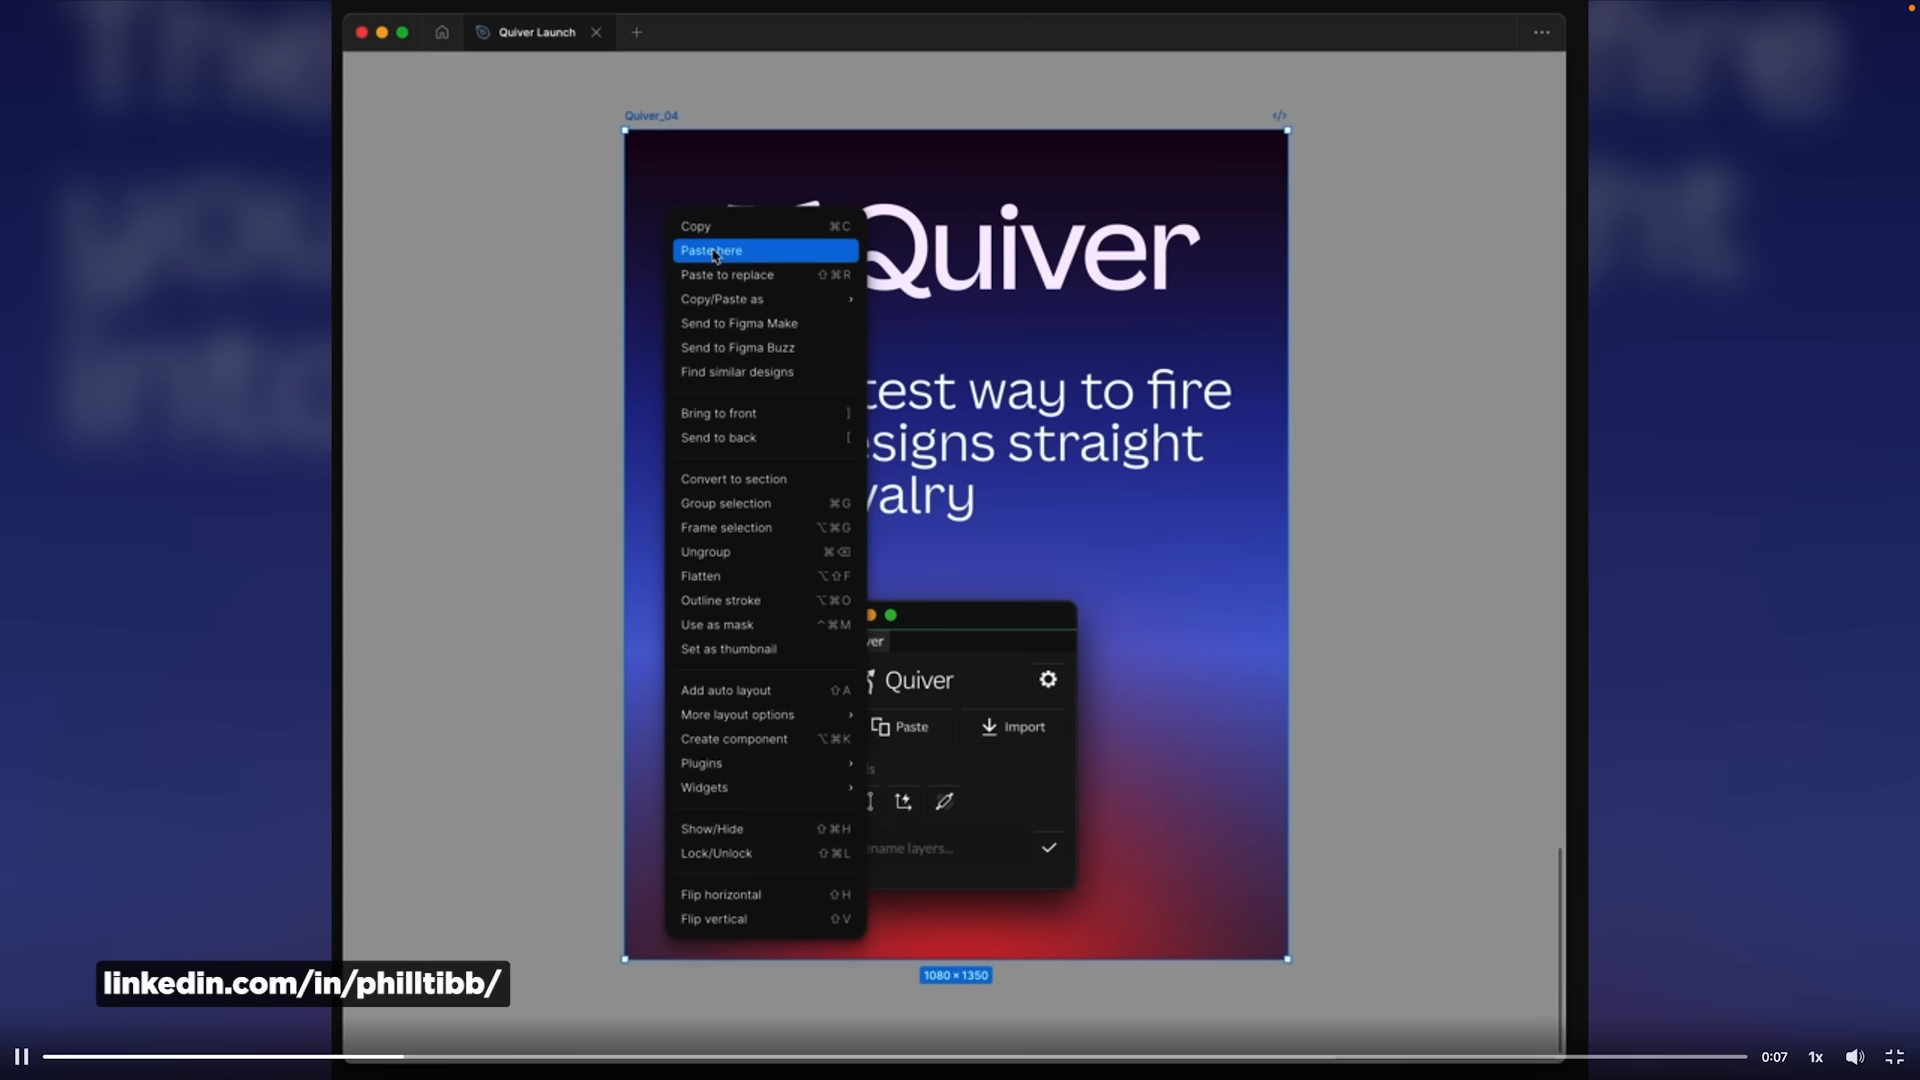 Quiver Launch
Quiver_04
Quiver
Copy ⌘C
Paste here
Paste to replace ⇧⌘R
Copy/Paste as
Send to Figma Make
Send to Figma Buzz
Find similar designs
Bring to front ]
Send to back [
Convert to section
Group selection ⌘G
Frame selection ⌥⌘G
Ungroup ⌘⌫
Flatten ⌥⇧F
Outline stroke ⌥⌘O
Use as mask ^⌘M
Set as thumbnail
Add auto layout ⇧A
More layout options
Create component ⌥⌘K
Plugins
Widgets
Show/Hide ⇧⌘H
Lock/Unlock ⇧⌘L
Flip horizontal ⇧H
Flip vertical ⇧V
test way to fire
signs straight
valry
ver
Quiver
Paste Import
ls
ename layers...
1080 × 1350
linkedin.com/in/philltibb/
0:07 1x